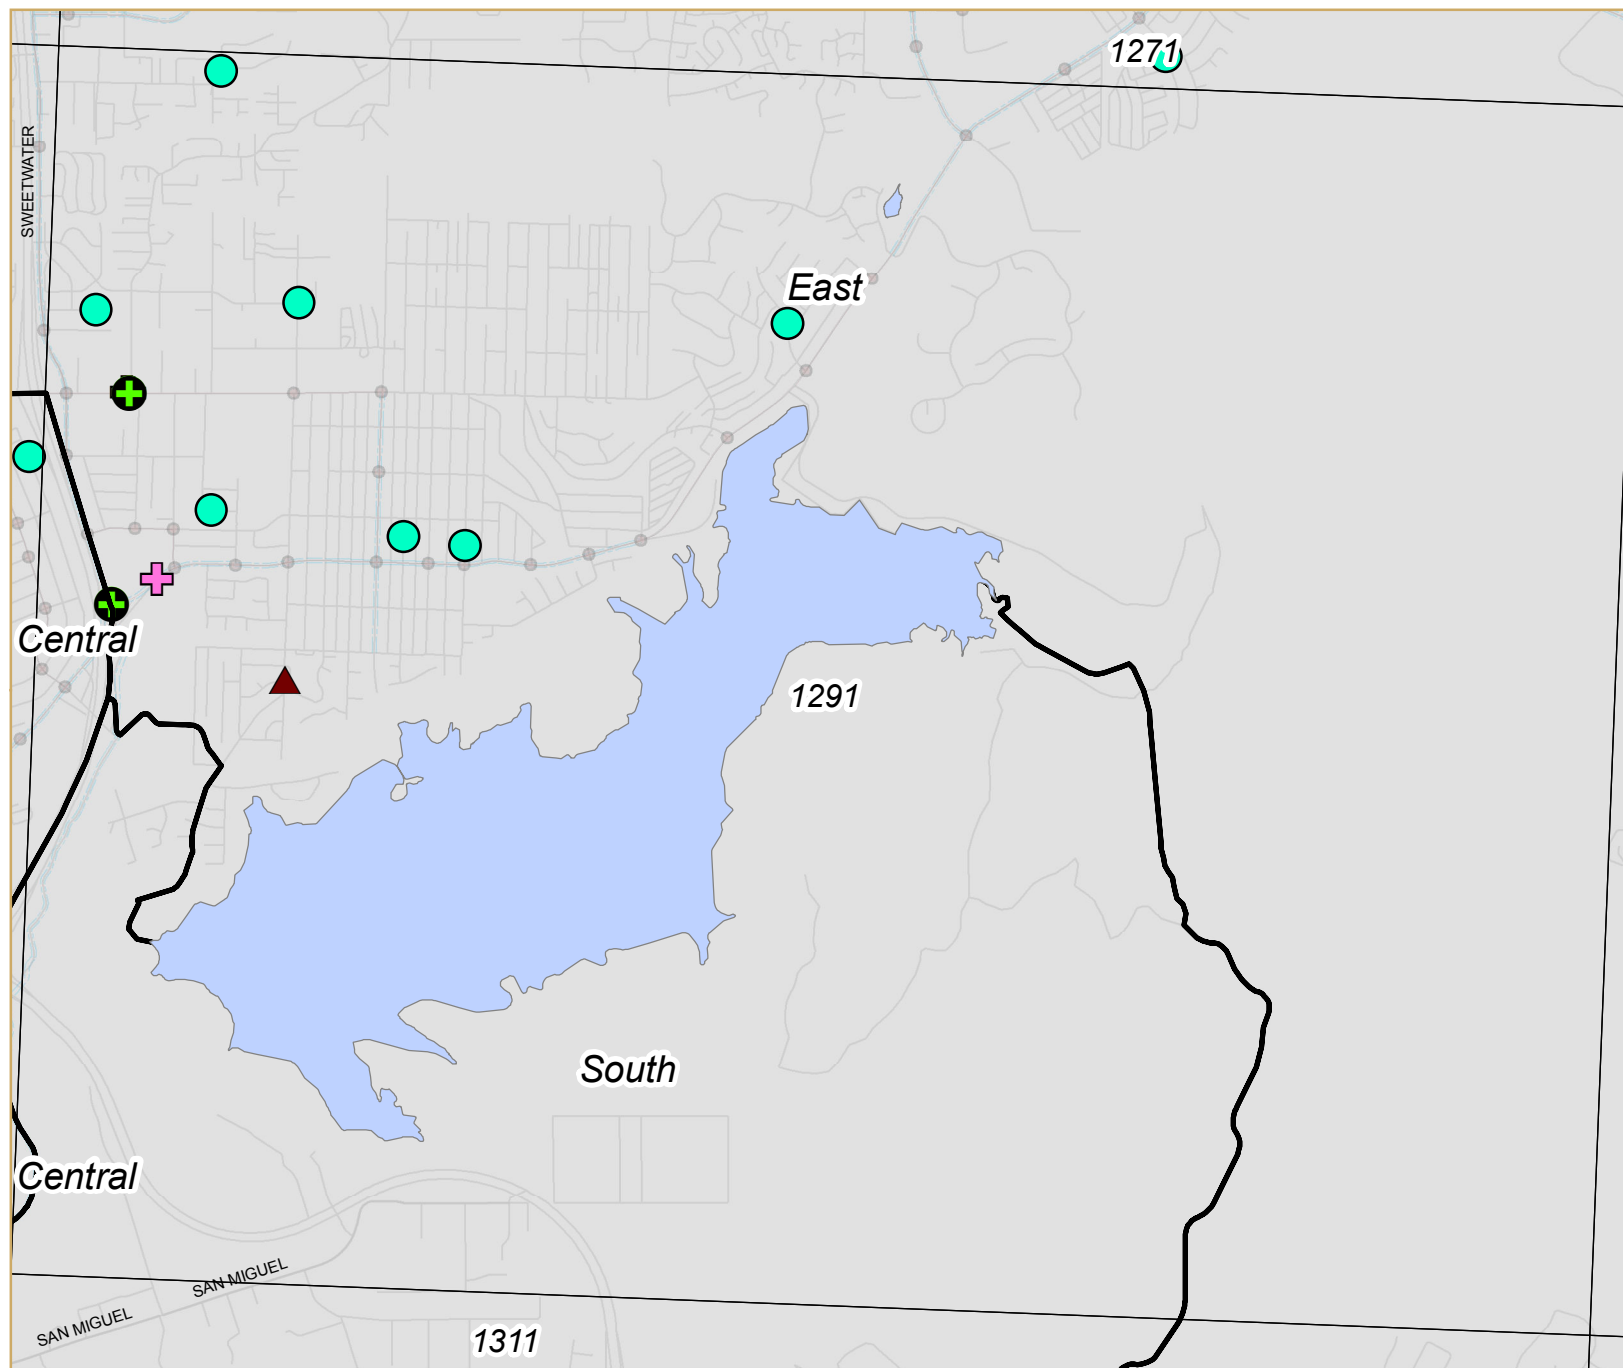 1271
SWEETWATER
East
Central
1291
South
Central
SAN MIGUEL
SAN MIGUEL
1311